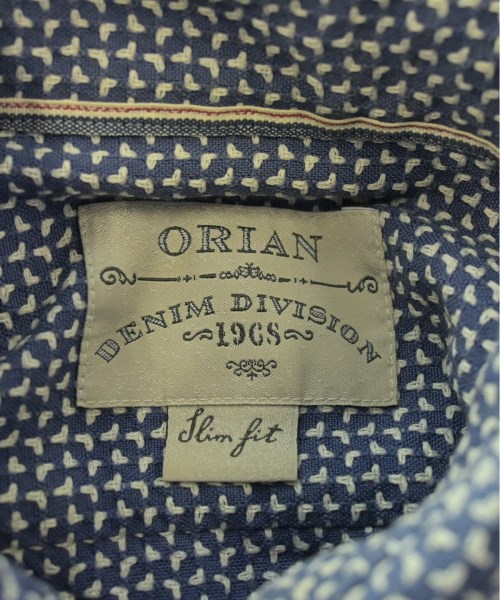 ORIAN
DENIM DIVISION
1968
Slim fit